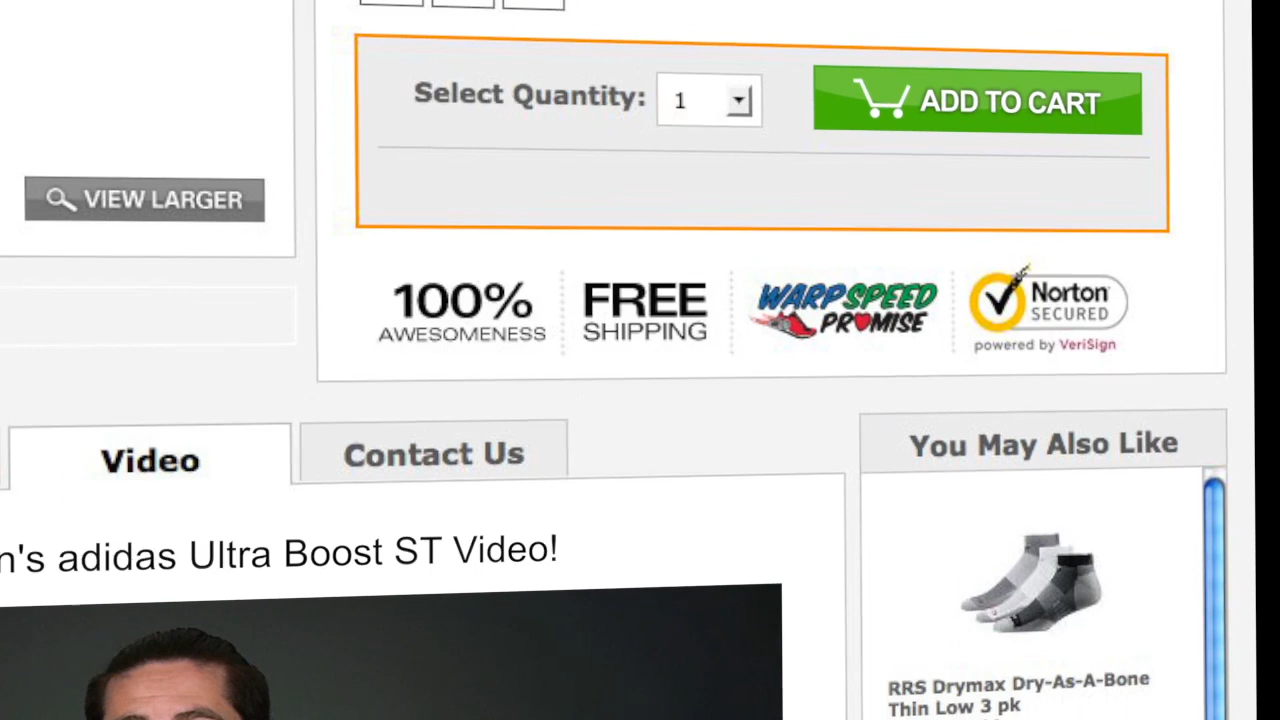 Select Quantity: 1
ADD TO CART
VIEW LARGER
100% AWESOMENESS
FREE SHIPPING
WARPSPEED PROMISE
Norton SECURED
powered by VeriSign
Video
Contact Us
You May Also Like
n's adidas Ultra Boost ST Video!
RRS Drymax Dry-As-A-Bone
Thin Low 3 pk